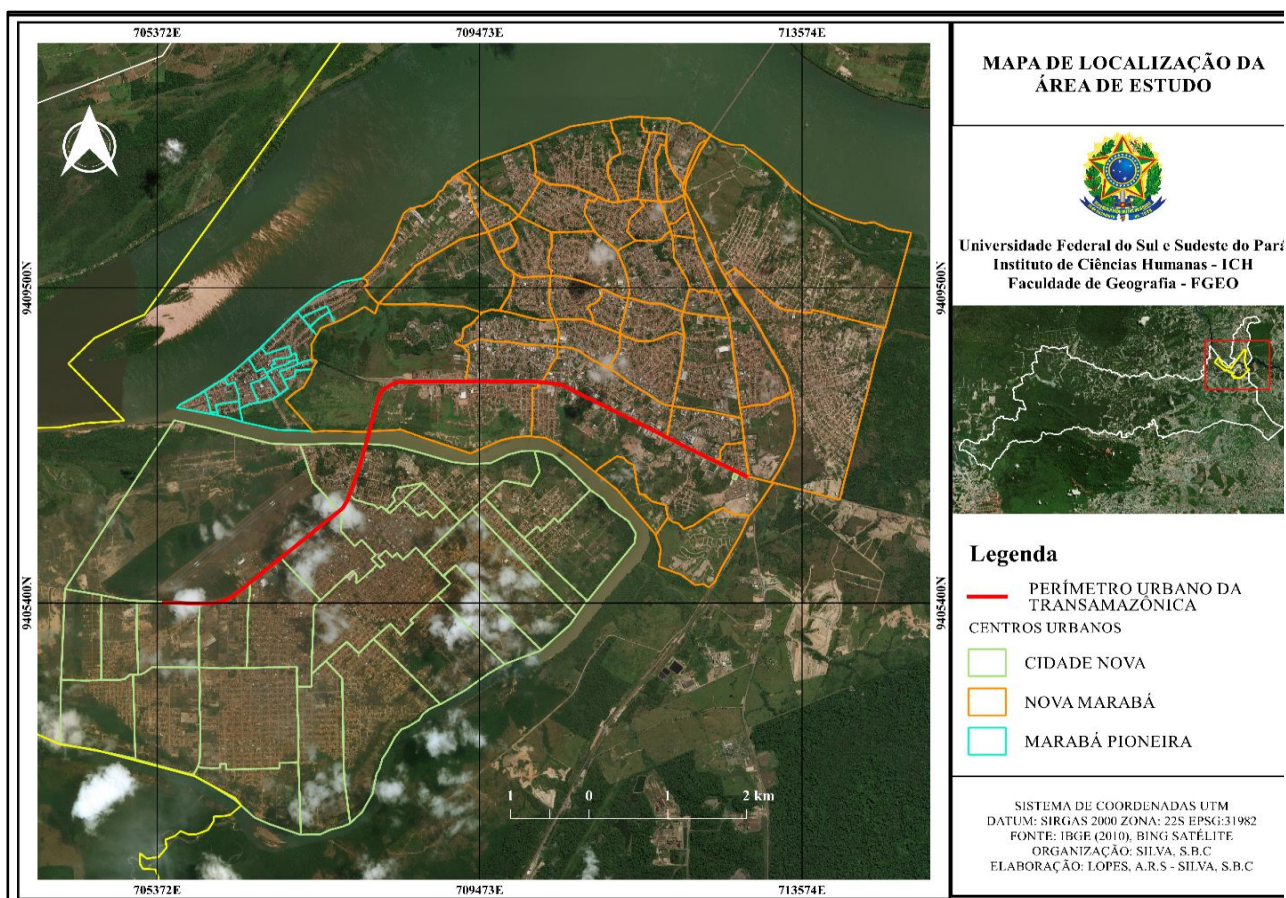 705372E
709473E
713574E
9409500N
9409500N
9405400N
9405400N
1 0 1 2 km
705372E
709473E
713574E
MAPA DE LOCALIZAÇÃO DA
ÁREA DE ESTUDO
Universidade Federal do Sul e Sudeste do Pará
Instituto de Ciências Humanas - ICH
Faculdade de Geografia - FGEO
Legenda
PERÍMETRO URBANO DA
TRANSAMAZÔNICA
CENTROS URBANOS
CIDADE NOVA
NOVA MARABÁ
MARABÁ PIONEIRA
SISTEMA DE COORDENADAS UTM
DATUM: SIRGAS 2000 ZONA: 22S EPSG:31982
FONTE: IBGE (2010), BING SATÉLITE
ORGANIZAÇÃO: SILVA, S.B.C
ELABORAÇÃO: LOPES, A.R.S - SILVA, S.B.C